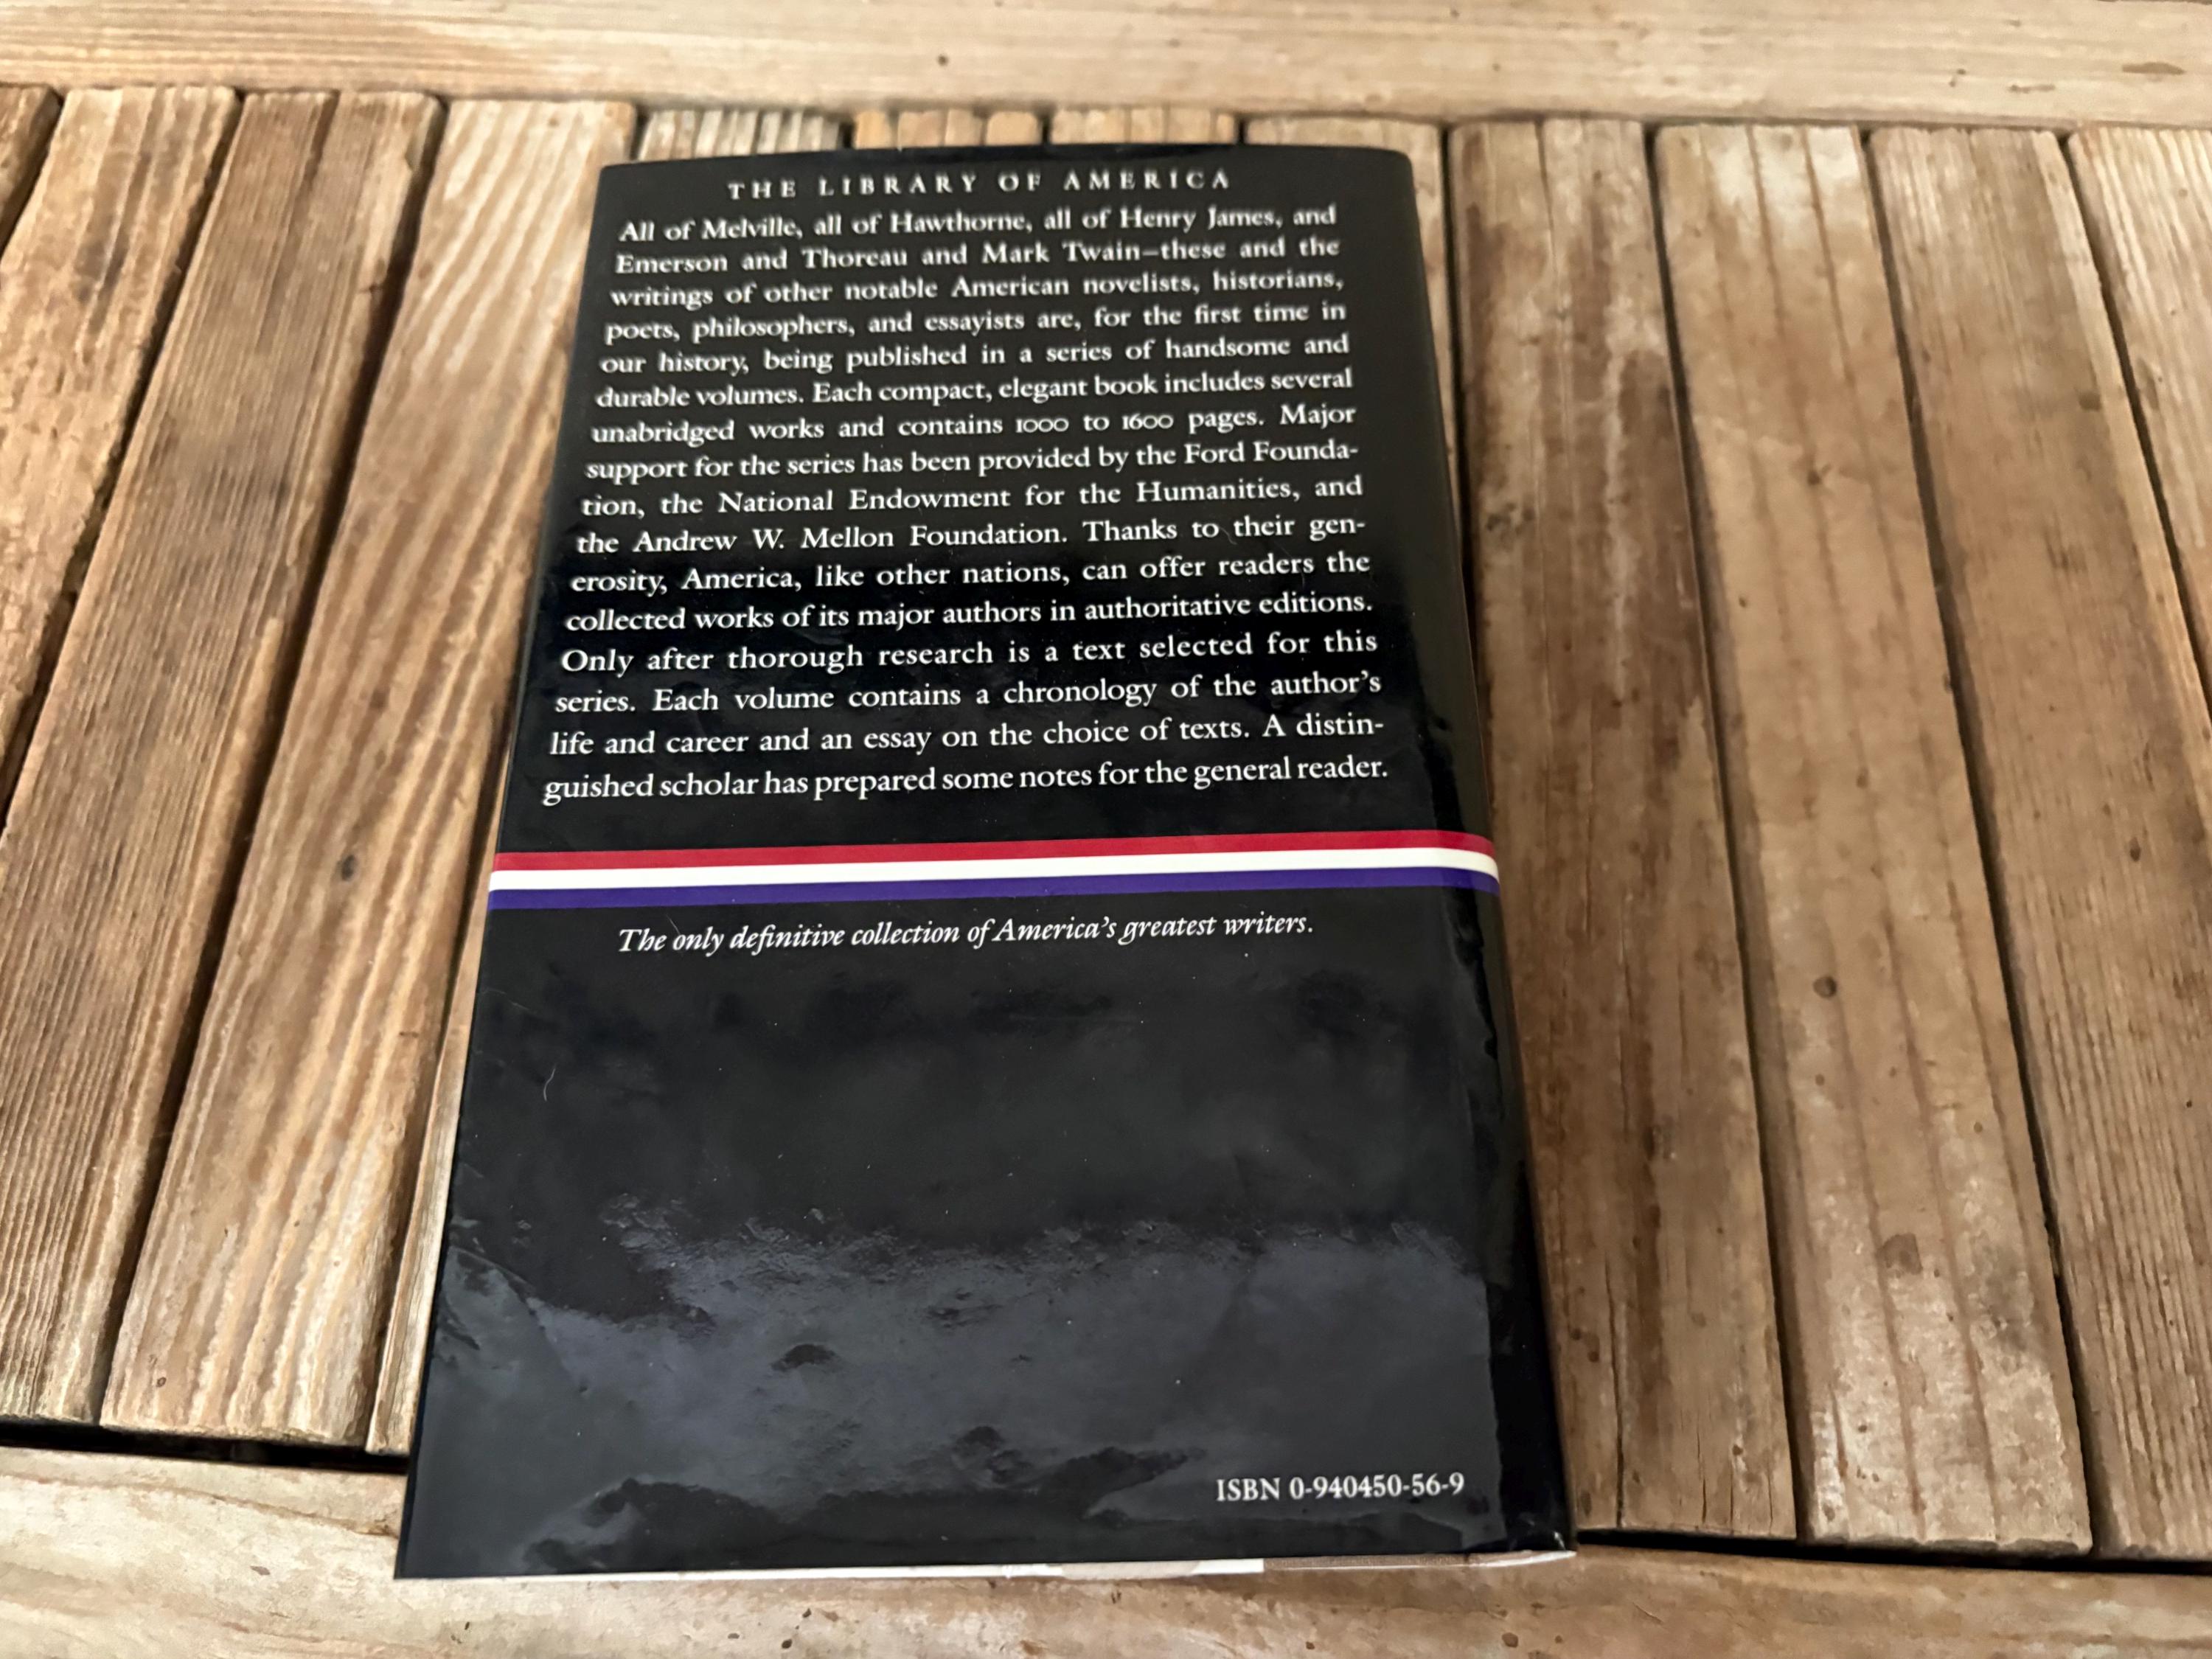 THE LIBRARY OF AMERICA
All of Melville, all of Hawthorne, all of Henry James, and
Emerson and Thoreau and Mark Twain—these and the
writings of other notable American novelists, historians,
poets, philosophers, and essayists are, for the first time in
our history, being published in a series of handsome and
durable volumes. Each compact, elegant book includes several
unabridged works and contains 1000 to 1600 pages. Major
support for the series has been provided by the Ford Founda-
tion, the National Endowment for the Humanities, and
the Andrew W. Mellon Foundation. Thanks to their gen-
erosity, America, like other nations, can offer readers the
collected works of its major authors in authoritative editions.
Only after thorough research is a text selected for this
series. Each volume contains a chronology of the author's
life and career and an essay on the choice of texts. A distin-
guished scholar has prepared some notes for the general reader.
The only definitive collection of America's greatest writers.
ISBN 0-940450-56-9